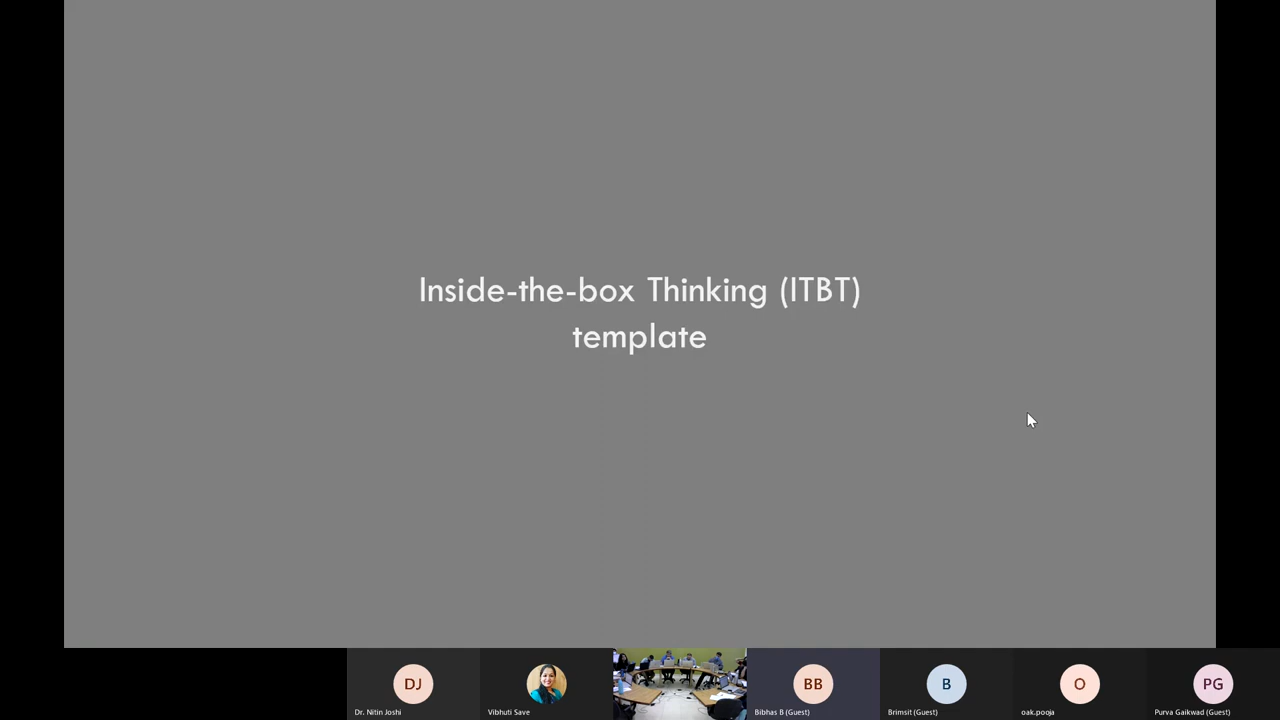 Inside-the-box Thinking (ITBT)
template
DJ
BB
B
O
PG
Dr. Nitin Joshi
Vibhuti Save
Bibhas B (Guest)
Brimsit (Guest)
oak.pooja
Purva Gaikwad (Guest)